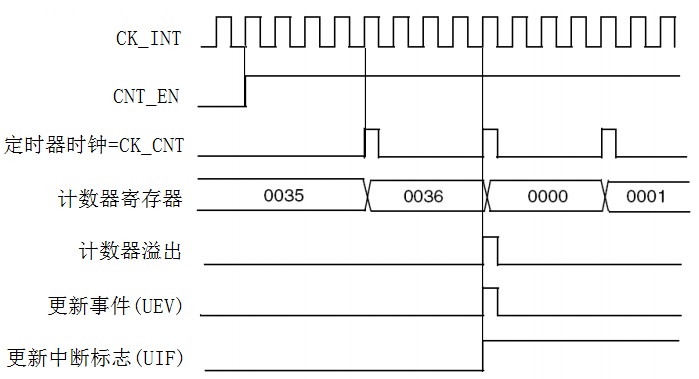 CK_INT
CNT_EN
定时器时钟=CK_CNT
计数器寄存器 0035 0036 0000 0001
计数器溢出
更新事件(UEV)
更新中断标志(UIF)